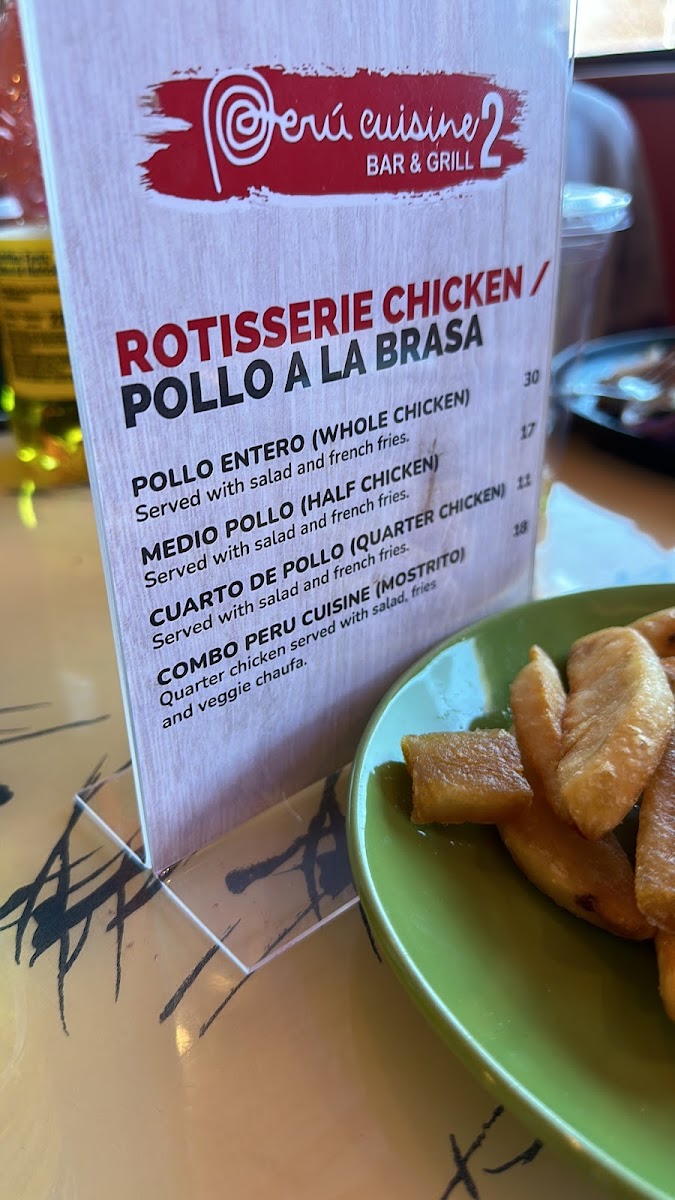 Perú cuisine 2
BAR & GRILL
ROTISSERIE CHICKEN /
POLLO A LA BRASA
POLLO ENTERO (WHOLE CHICKEN) 30
Served with salad and french fries.
MEDIO POLLO (HALF CHICKEN) 17
Served with salad and french fries.
CUARTO DE POLLO (QUARTER CHICKEN) 11
Served with salad and french fries.
COMBO PERU CUISINE (MOSTRITO) 18
Quarter chicken served with salad, fries
and veggie chaufa.